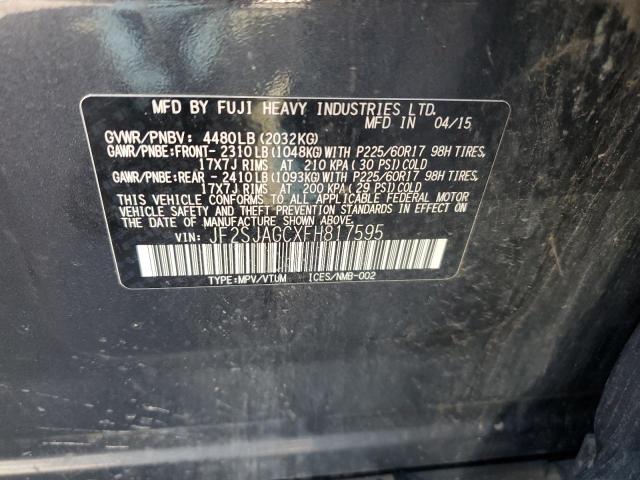 MFD BY FUJI HEAVY INDUSTRIES LTD.
MFD IN 04/15
GVWR/PNBV: 4480LB(2032KG)
GAWR/PNBE:FRONT-2310LB(1048KG)WITH P225/60R17 98H TIRES,
17X7J RIMS AT 210 KPA(30 PSI)COLD
GAWR/PNBE:REAR -2410LB(1093KG)WITH P225/60R17 98H TIRES,
17X7J RIMS AT 200 KPA(29 PSI)COLD
THIS VEHICLE CONFORMS TO ALL APPLICABLE FEDERAL MOTOR
VEHICLE SAFETY AND THEFT PREVENTION STANDARDS IN EFFECT ON
THE DATE OF MANUFACTURE SHOWN ABOVE.
VIN: JF2SJAGCXFH817595
TYPE:MPV/VTUM ICES/NMB-002